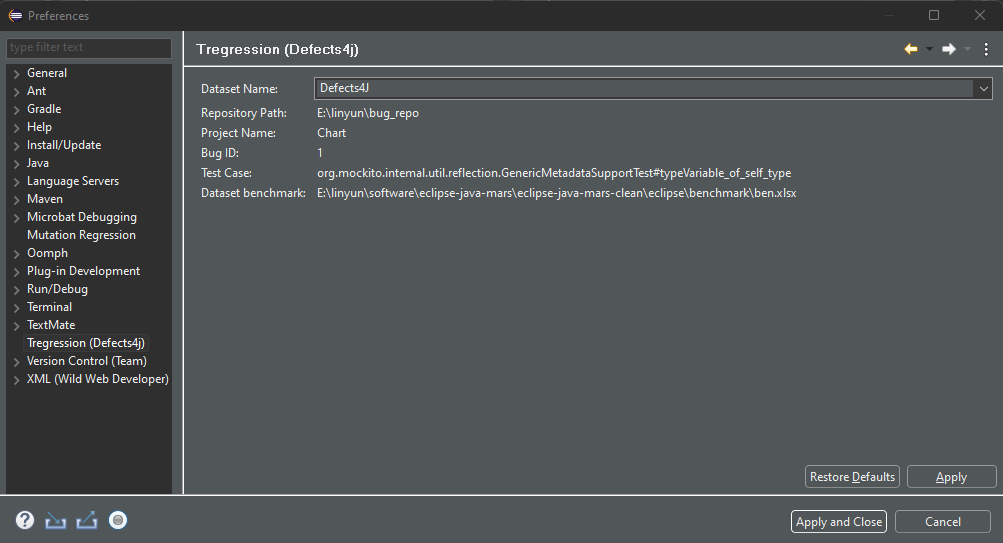 Preferences
type filter text
General
Ant
Gradle
Help
Install/Update
Java
Language Servers
Maven
Microbat Debugging
Mutation Regression
Oomph
Plug-in Development
Run/Debug
Terminal
TextMate
Tregression (Defects4j)
Version Control (Team)
XML (Wild Web Developer)
Tregression (Defects4j)
Dataset Name: Defects4J
Repository Path: E:\linyun\bug_repo
Project Name: Chart
Bug ID: 1
Test Case: org.mockito.internal.util.reflection.GenericMetadataSupportTest#typeVariable_of_self_type
Dataset benchmark: E:\linyun\software\eclipse-java-mars\eclipse-java-mars-clean\eclipse\benchmark\ben.xlsx
Restore Defaults Apply
? Apply and Close Cancel